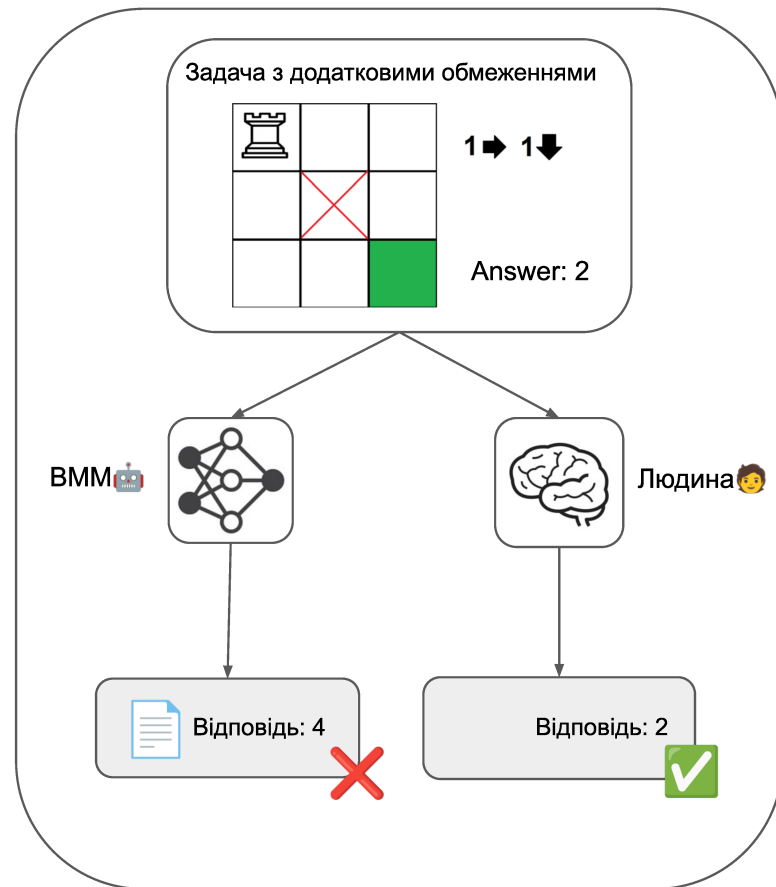 Задача з додатковими обмеженнями
1➡ 1⬇
Answer: 2
ВММ🤖
Людина🧑
Відповідь: 4
Відповідь: 2